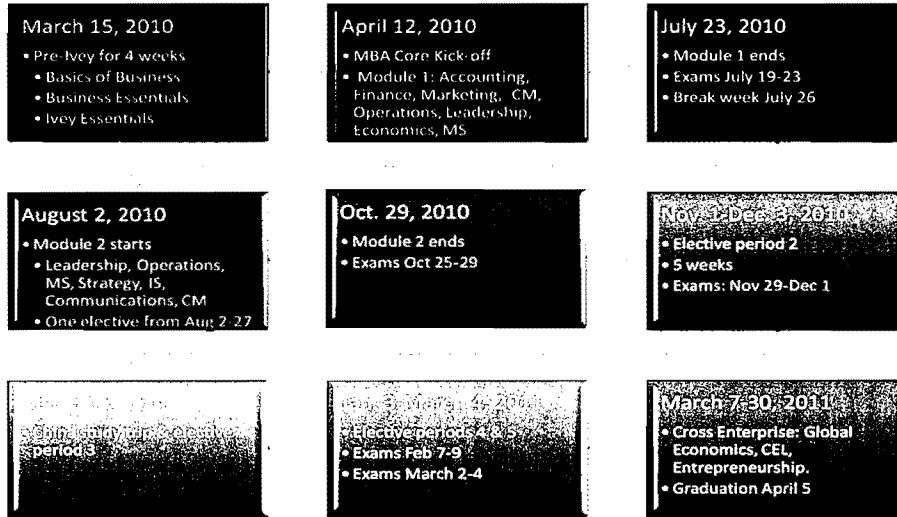 March 15, 2010
• Pre-Ivey for 4 weeks
• Basics of Business
• Business Essentials
• Ivey Essentials
April 12, 2010
• MBA Core Kick-off
• Module 1: Accounting,
Finance, Marketing, CM,
Operations, Leadership,
Economics, MS
July 23, 2010
• Module 1 ends
• Exams July 19-23
• Break week July 26
August 2, 2010
• Module 2 starts
• Leadership, Operations,
MS, Strategy, IS,
Communications, CM
• One elective from Aug 2-27
Oct. 29, 2010
• Module 2 ends
• Exams Oct 25-29
Nov. 1-Dec. 3, 2010
• Elective period 2
• 5 weeks
• Exams: Nov 29-Dec 1
• China study trip elective
period 3
• Elective periods 4 & 5
• Exams Feb 7-9
• Exams March 2-4
March 7-30, 2011
• Cross Enterprise: Global
Economics, CEL,
Entrepreneurship.
• Graduation April 5